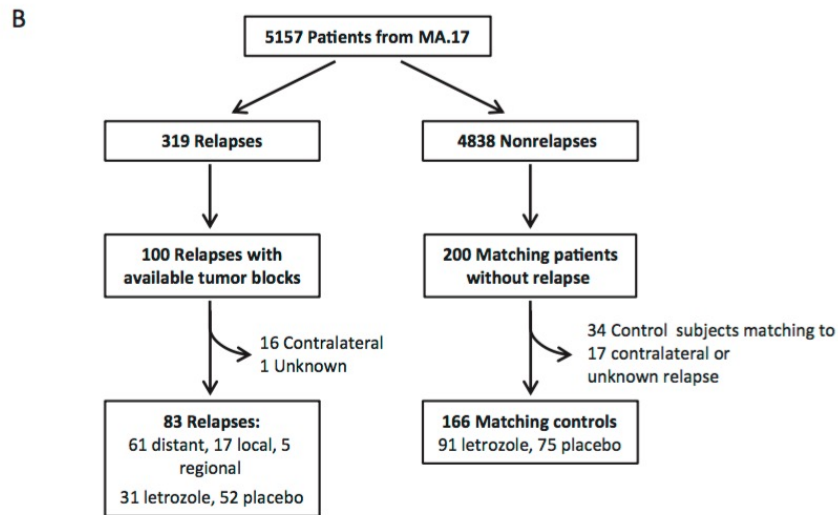 B
5157 Patients from MA.17
319 Relapses
4838 Nonrelapses
100 Relapses with
available tumor blocks
200 Matching patients
without relapse
16 Contralateral
1 Unknown
34 Control subjects matching to
17 contralateral or
unknown relapse
83 Relapses:
61 distant, 17 local, 5
regional
31 letrozole, 52 placebo
166 Matching controls
91 letrozole, 75 placebo